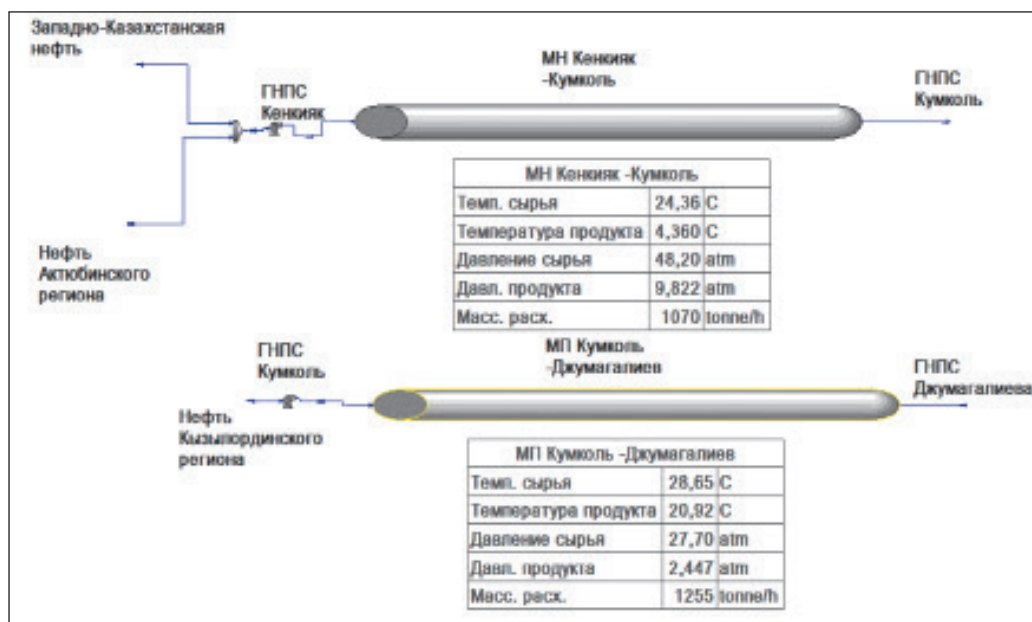 Западно-Казахстанская
нефть
ГНПС
Кенкияк
МН Кенкияк
-Кумколь
ГНПС
Кумколь
Нефть
Актюбинского
региона
МН Кенкияк -Кумколь
Темп. сырья 24,36 C
Температура продукта 4,360 C
Давление сырья 48,20 atm
Давл. продукта 9,822 atm
Масс. расх. 1070 tonne/h
ГНПС
Кумколь
МП Кумколь
-Джумагалиев
ГНПС
Джумагалиева
Нефть
Кызылординского
региона
МП Кумколь -Джумагалиев
Темп. сырья 28,65 C
Температура продукта 20,92 C
Давление сырья 27,70 atm
Давл. продукта 2,447 atm
Масс. расх. 1255 tonne/h